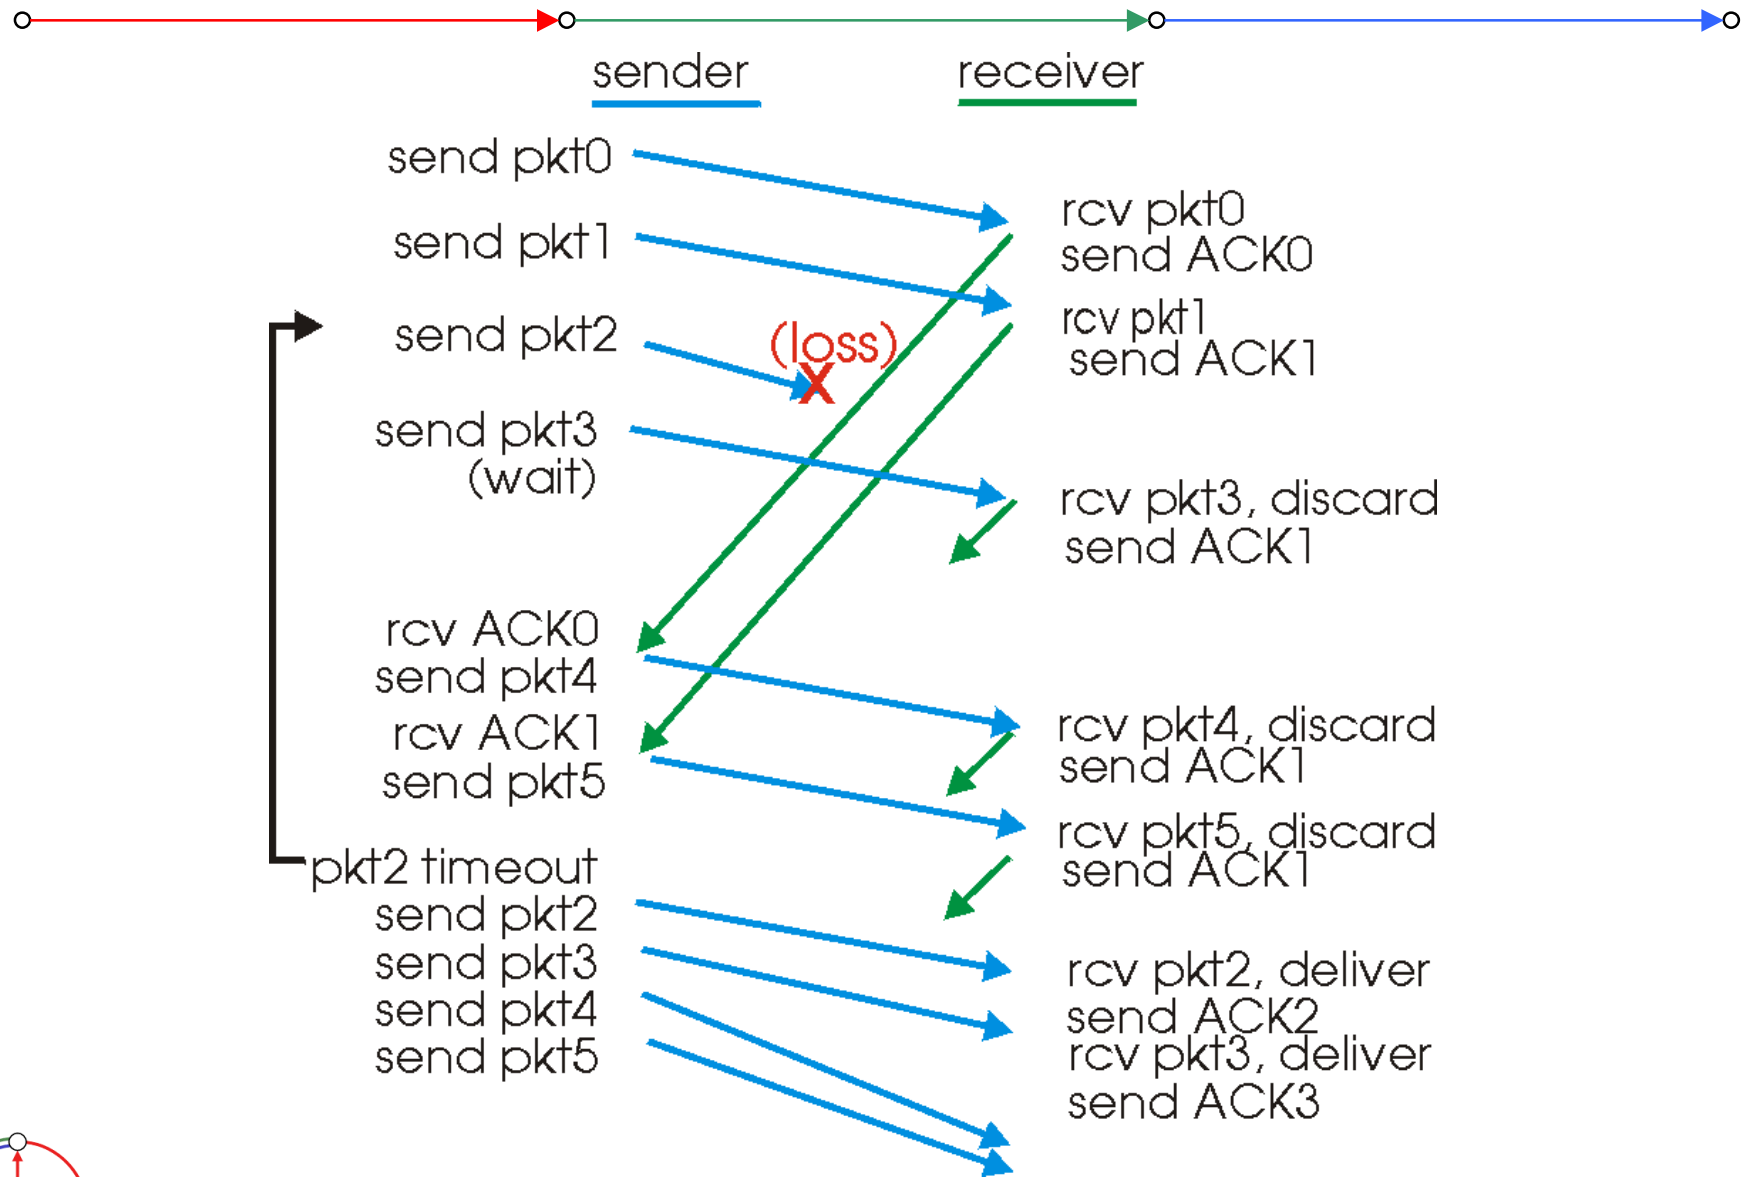 sender receiver
send pkt0
rcv pkt0
send pkt1
send ACK0
rcv pkt1
send pkt2
(loss)
X
send ACK1
send pkt3
(wait)
rcv pkt3, discard
send ACK1
rcv ACK0
send pkt4
rcv ACK1
rcv pkt4, discard
send ACK1
send pkt5
rcv pkt5, discard
send ACK1
pkt2 timeout
send pkt2
send pkt3
rcv pkt2, deliver
send pkt4
send ACK2
send pkt5
rcv pkt3, deliver
send ACK3